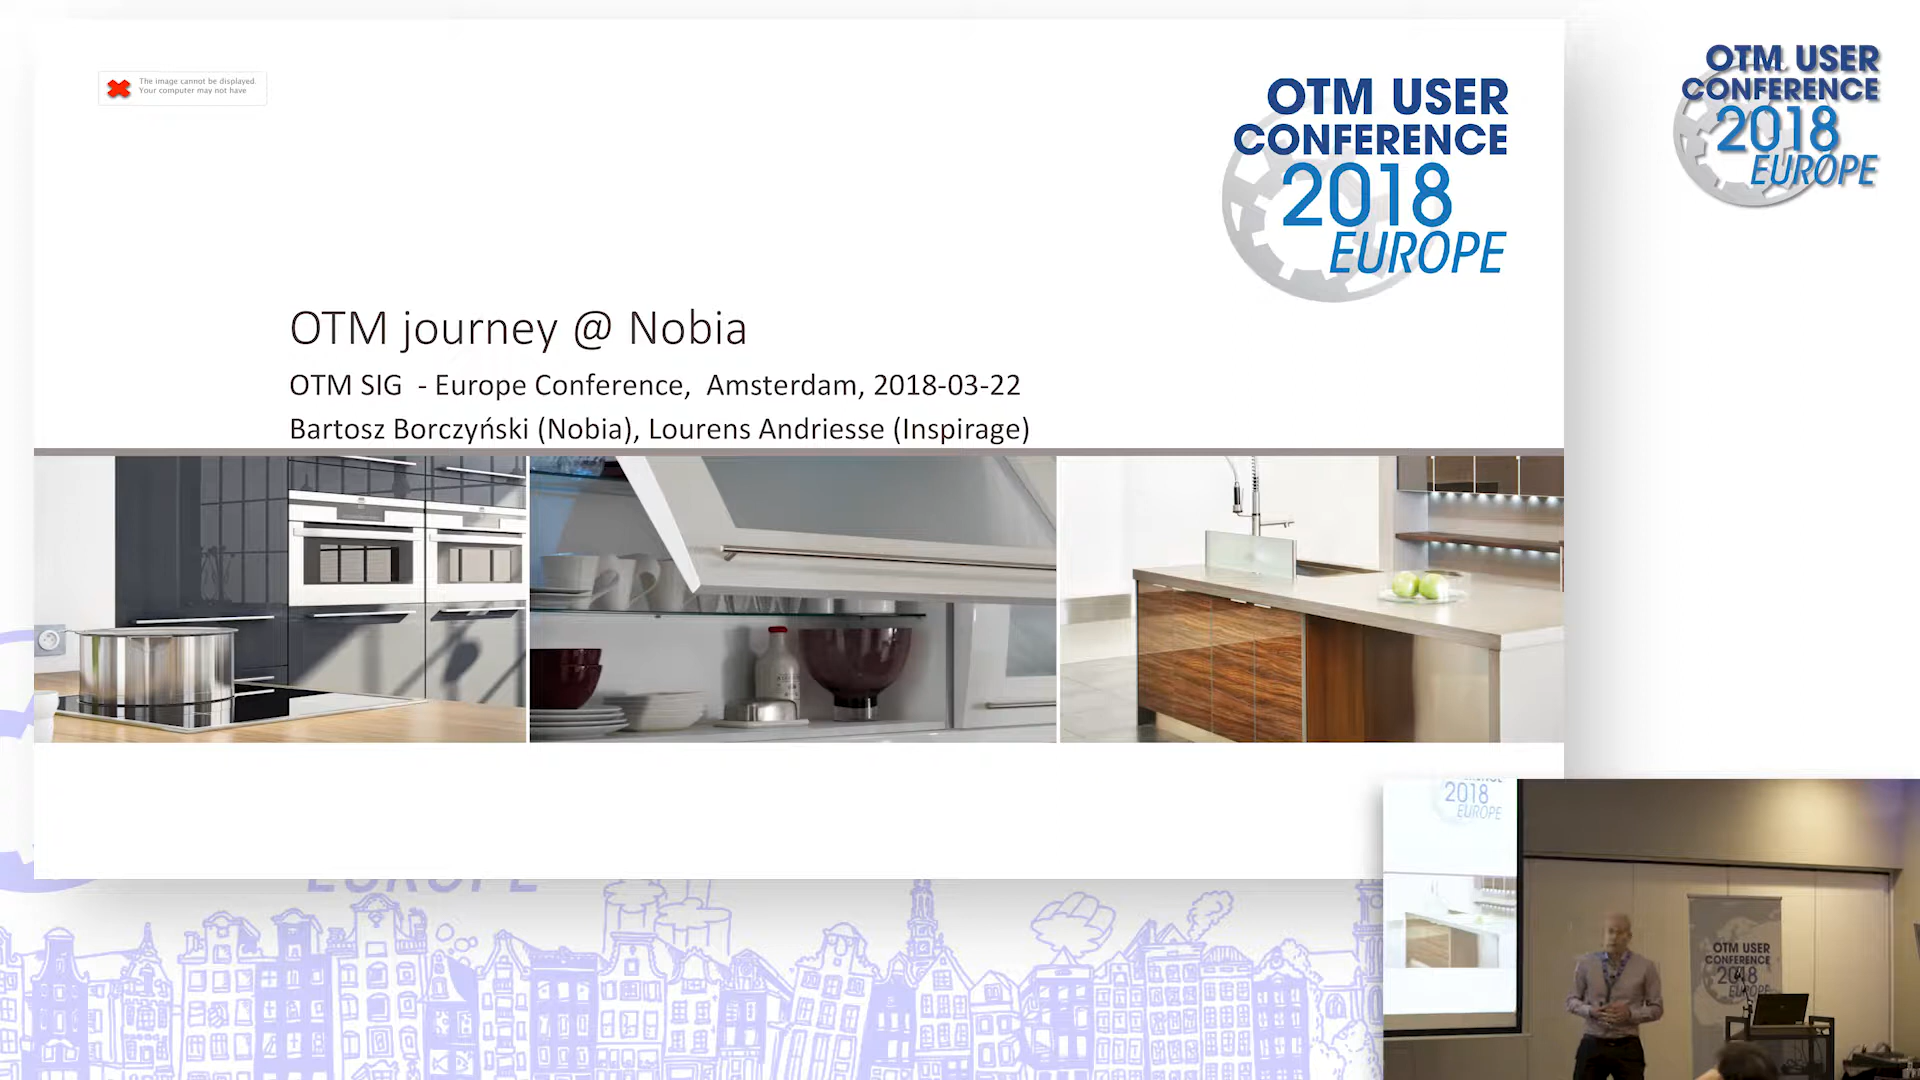 The image cannot be displayed.
Your computer may not have
OTM USER
CONFERENCE
2018
EUROPE
OTM USER
CONFERENCE
2018
EUROPE
OTM journey @ Nobia
OTM SIG - Europe Conference, Amsterdam, 2018-03-22
Bartosz Borczyński (Nobia), Lourens Andriesse (Inspirage)
2018
EUROPE
EUROPE
OTM USER
CONFERENCE
2018
EUROPE